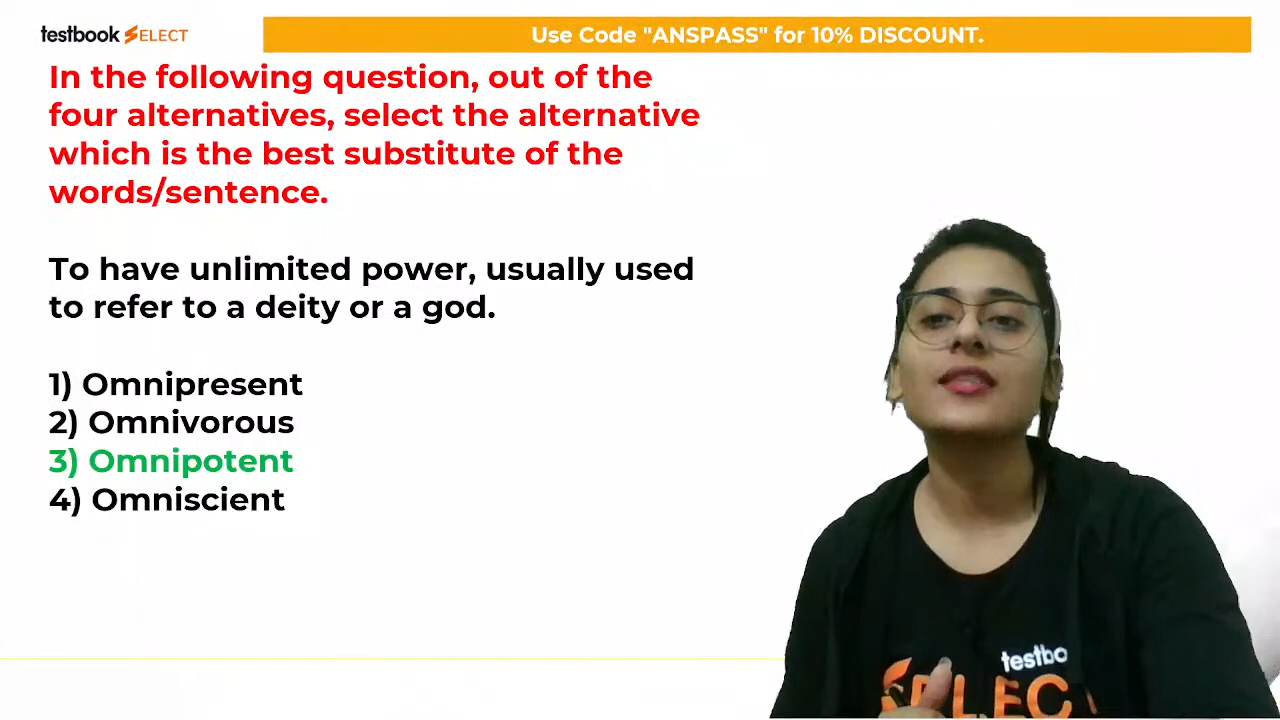 testbook SELECT
Use Code "ANSPASS" for 10% DISCOUNT.
In the following question, out of the
four alternatives, select the alternative
which is the best substitute of the
words/sentence.
To have unlimited power, usually used
to refer to a deity or a god.
1) Omnipresent
2) Omnivorous
3) Omnipotent
4) Omniscient
testbo
SELECT